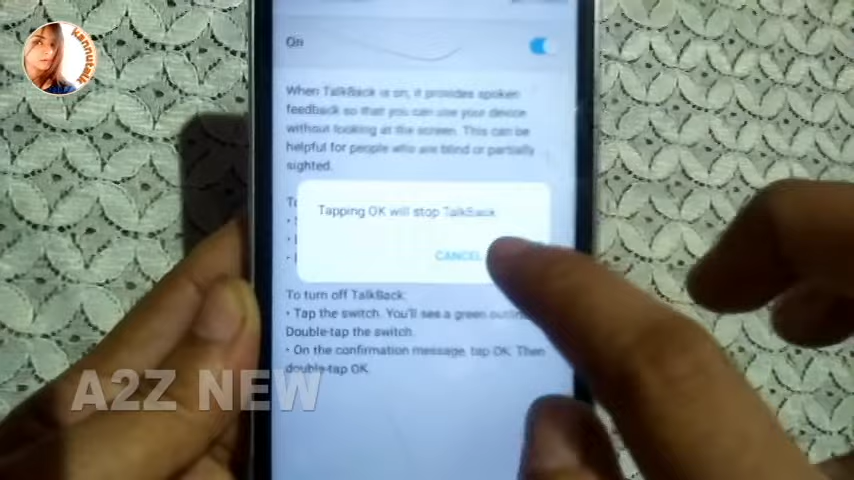 kannutalk
On
When TalkBack is on, it provides spoken
feedback so that you can use your device
without looking at the screen. This can be
helpful for people who are blind or partially
sighted.
Tapping OK will stop TalkBack
CANCEL
To turn off TalkBack:
• Tap the switch. You'll see a green
Double-tap the switch.
• On the confirmation message, tap OK. Then
double-tap OK.
A2Z NEW